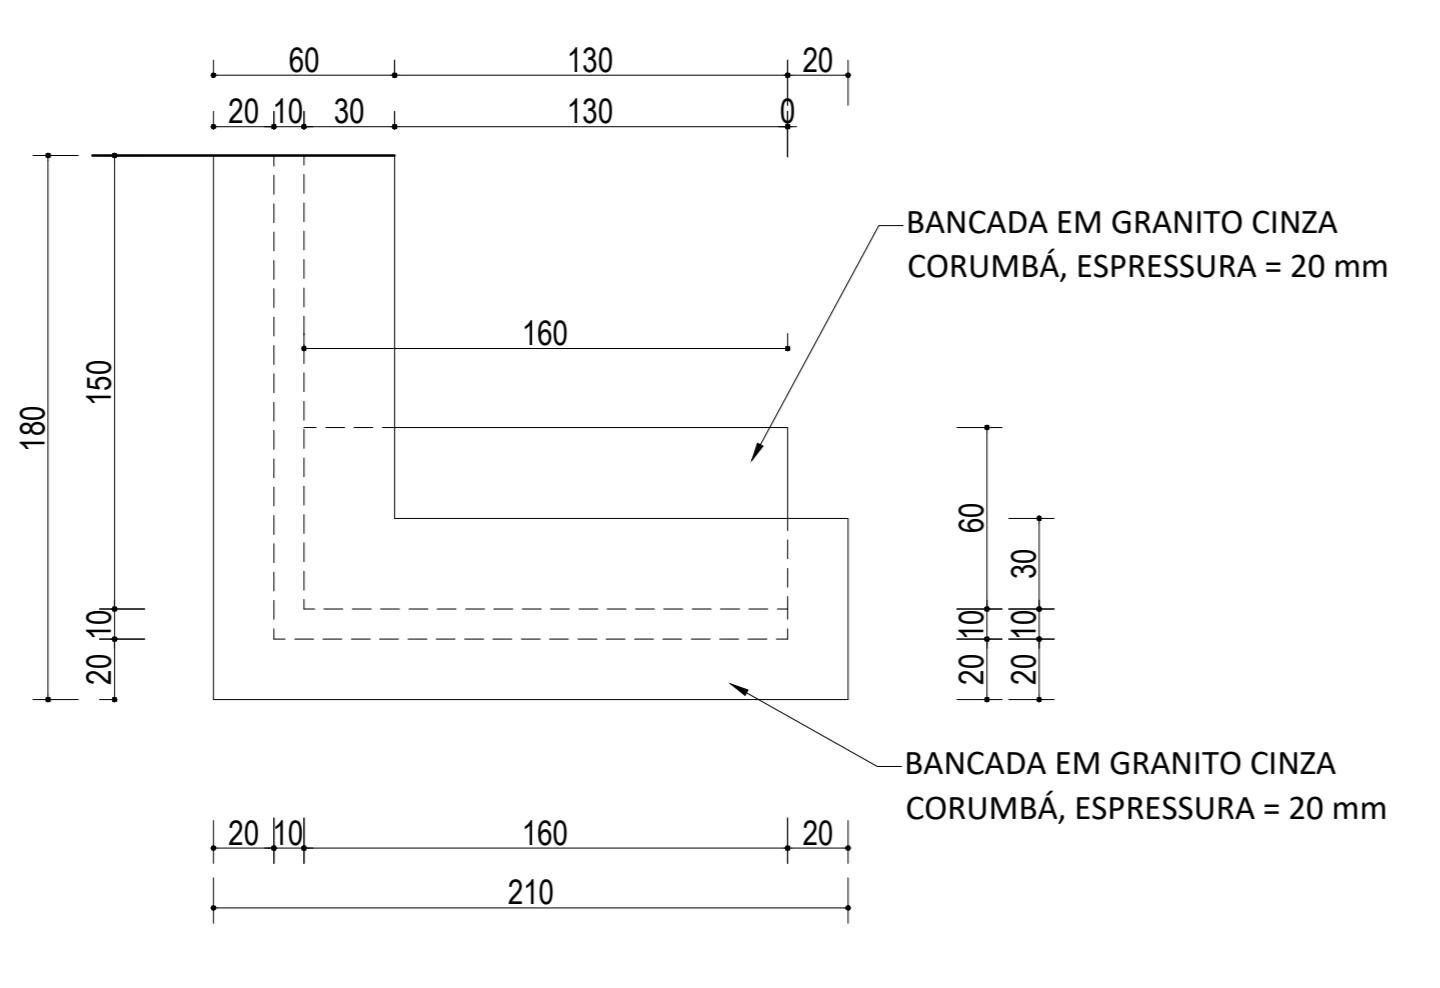 60 130 20
20 10 30 130 0
BANCADA EM GRANITO CINZA
CORUMBÁ, ESPRESSURA = 20 mm
160
150
180
60
30
10
10 10
20
20 20
BANCADA EM GRANITO CINZA
CORUMBÁ, ESPRESSURA = 20 mm
20 10 160 20
210